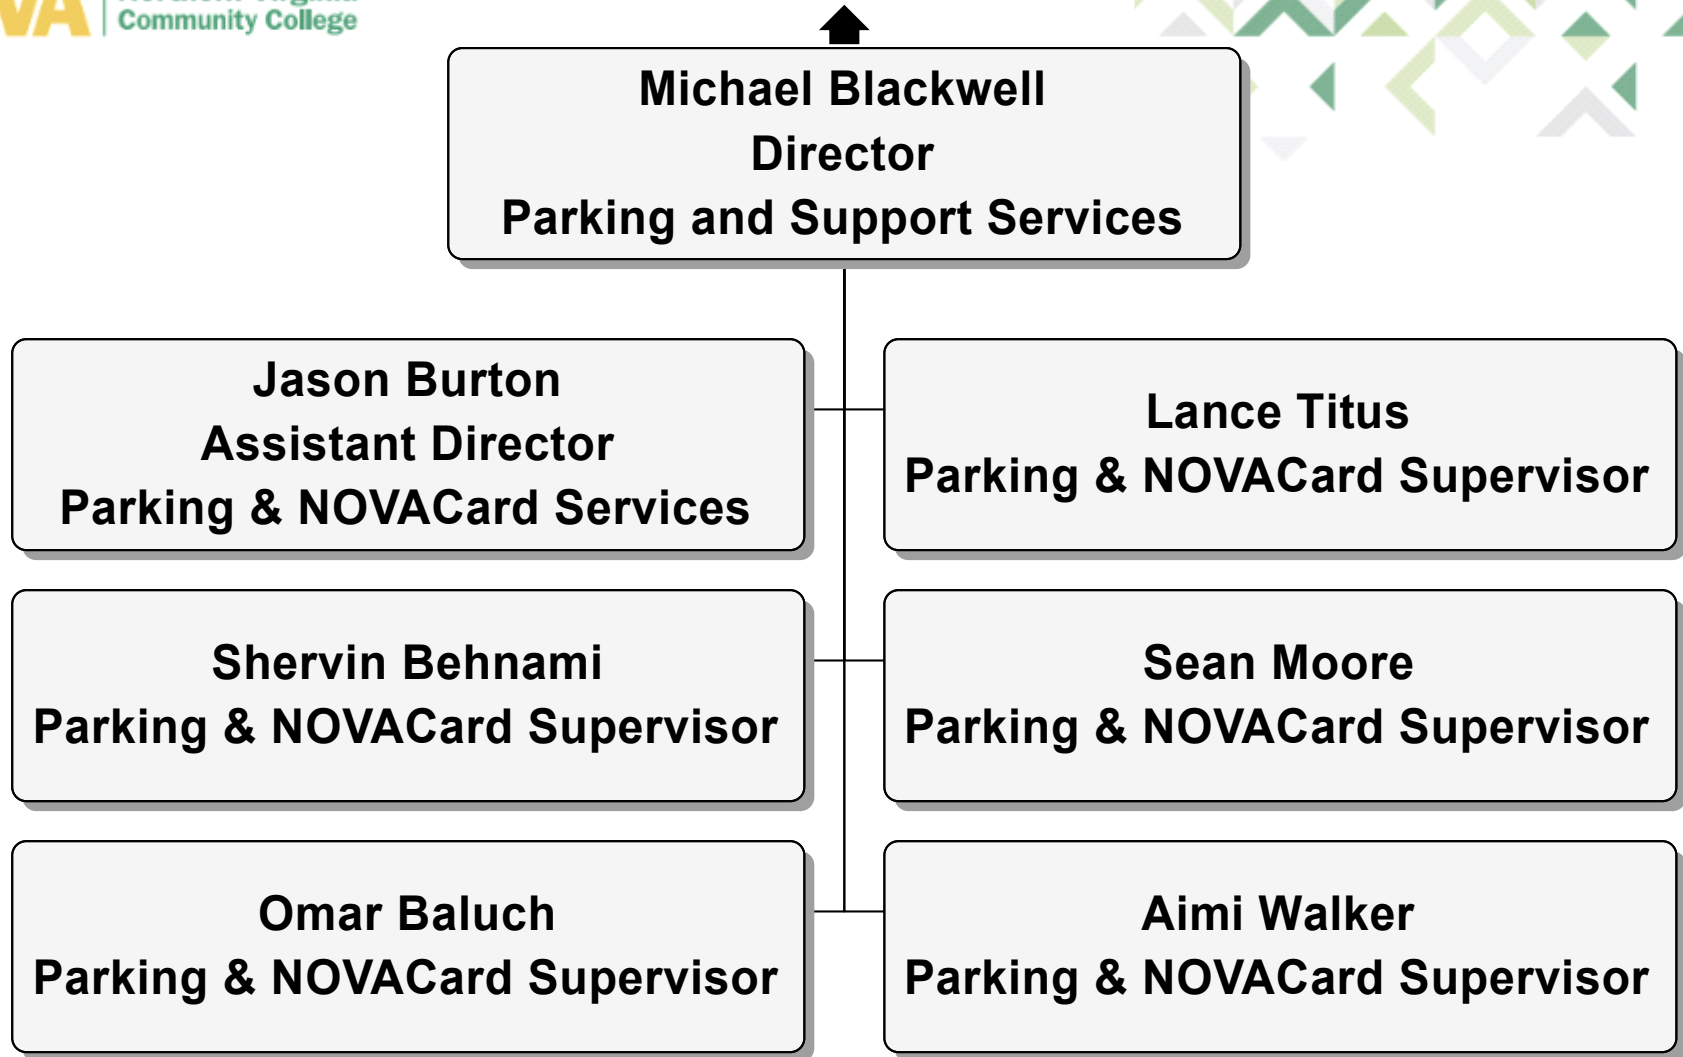 VA
Community College
Michael Blackwell
Director
Parking and Support Services
Jason Burton
Assistant Director
Parking & NOVACard Services
Lance Titus
Parking & NOVACard Supervisor
Shervin Behnami
Parking & NOVACard Supervisor
Sean Moore
Parking & NOVACard Supervisor
Omar Baluch
Parking & NOVACard Supervisor
Aimi Walker
Parking & NOVACard Supervisor